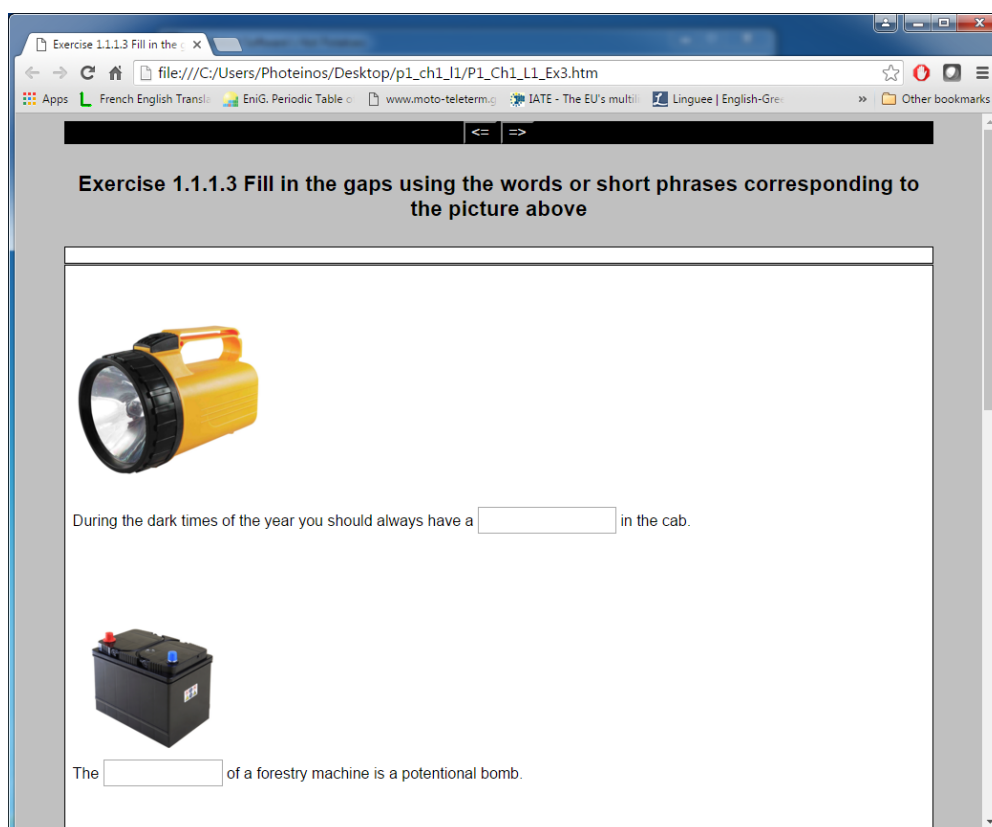 Exercise 1.1.1.3 Fill in the
file:///C:/Users/Photeinos/Desktop/p1_ch1_l1/P1_Ch1_L1_Ex3.htm
Apps French English Transla EniG. Periodic Table o www.moto-teleterm.g IATE - The EU's multil Linguee | English-Gre » Other bookmarks
<= =>
Exercise 1.1.1.3 Fill in the gaps using the words or short phrases corresponding to
the picture above
During the dark times of the year you should always have a in the cab.
The of a forestry machine is a potentional bomb.